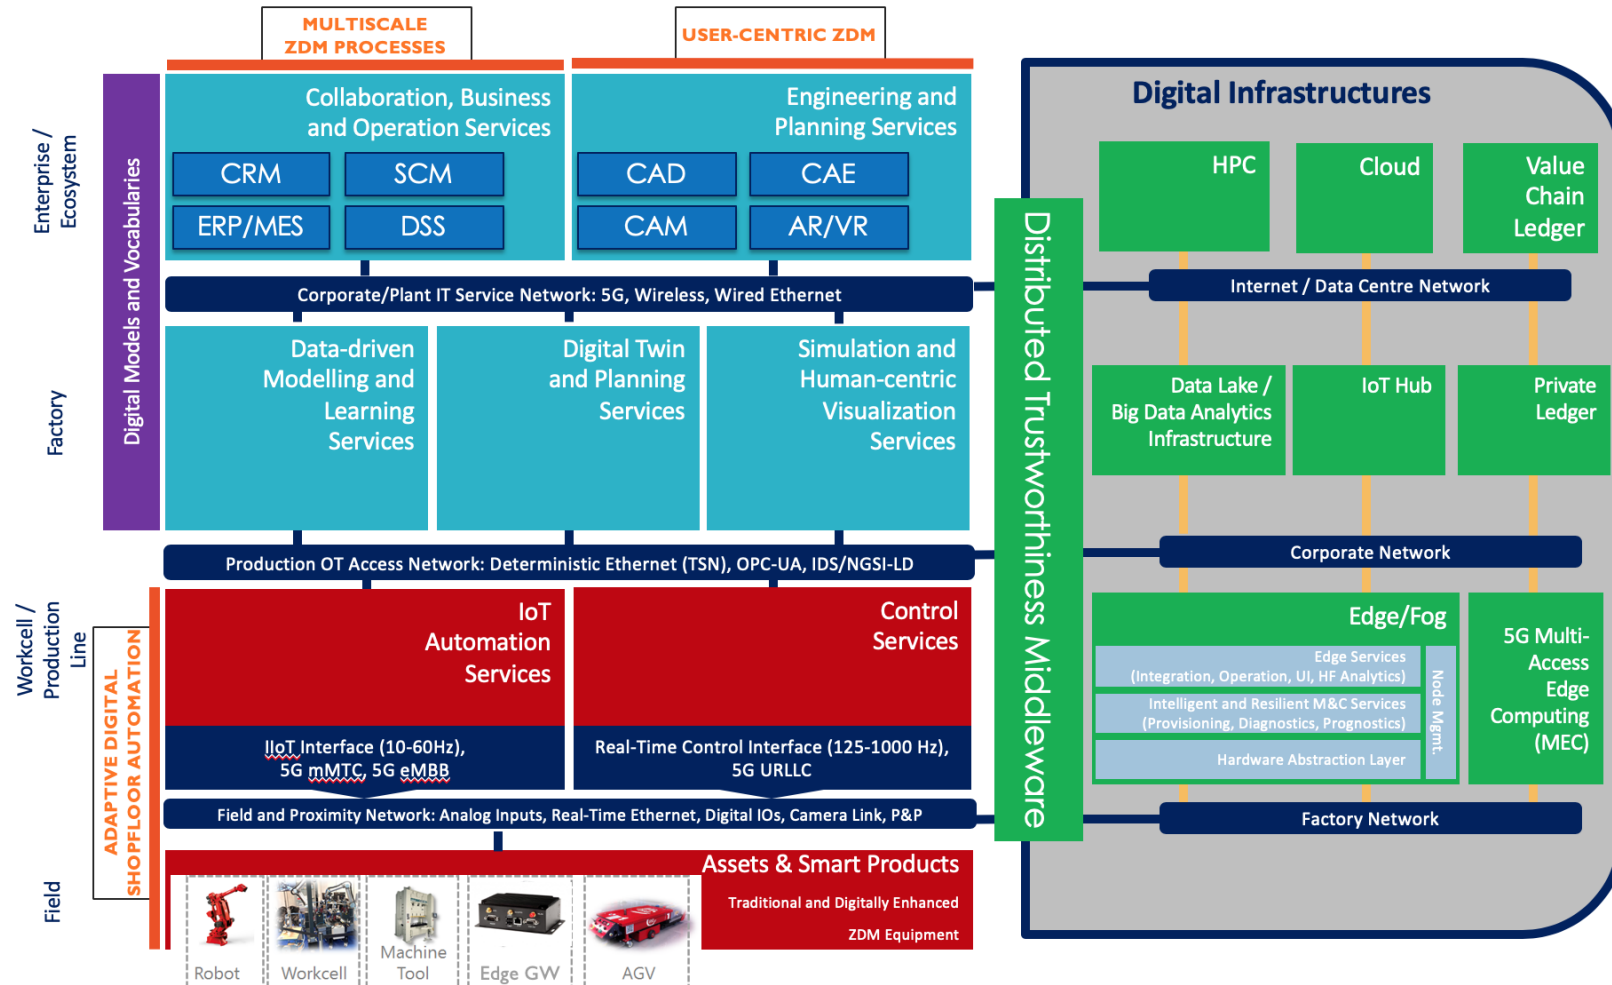 MULTISCALE
ZDM PROCESSES
USER-CENTRIC ZDM
Enterprise /
Ecosystem
Factory
Workcell /
Production
Line
Field
Digital Models and Vocabularies
ADAPTIVE DIGITAL
SHOPFLOOR AUTOMATION
Collaboration, Business
and Operation Services
CRM
SCM
ERP/MES
DSS
Engineering and
Planning Services
CAD
CAE
CAM
AR/VR
Corporate/Plant IT Service Network: 5G, Wireless, Wired Ethernet
Data-driven
Modelling and
Learning
Services
Digital Twin
and Planning
Services
Simulation and
Human-centric
Visualization
Services
Production OT Access Network: Deterministic Ethernet (TSN), OPC-UA, IDS/NGSI-LD
IoT
Automation
Services
Control
Services
IIoT Interface (10-60Hz),
5G mMTC, 5G eMBB
Real-Time Control Interface (125-1000 Hz),
5G URLLC
Field and Proximity Network: Analog Inputs, Real-Time Ethernet, Digital IOs, Camera Link, P&P
Assets & Smart Products
Traditional and Digitally Enhanced
ZDM Equipment
Robot
Workcell
Machine
Tool
Edge GW
AGV
Distributed Trustworthiness Middleware
Digital Infrastructures
HPC
Cloud
Value
Chain
Ledger
Internet / Data Centre Network
Data Lake /
Big Data Analytics
Infrastructure
IoT Hub
Private
Ledger
Corporate Network
Edge/Fog
Edge Services
(Integration, Operation, UI, HF Analytics)
Intelligent and Resilient M&C Services
(Provisioning, Diagnostics, Prognostics)
Hardware Abstraction Layer
Node Mgmt.
5G Multi-
Access
Edge
Computing
(MEC)
Factory Network